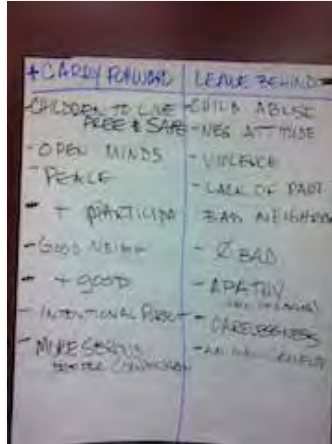 + CARRY FORWARD
- CHILDREN TO LIVE
FREE & SAFE
- OPEN MINDS
- PEACE
- + PARTICIPA
- GOOD NEIGH
- + GOOD
- INTENTIONAL
- MORE
LEAVE BEHIND -
- CHILD ABUSE
- NEG ATTITUDE
- VIOLENCE
- LACK OF PART
BAD NEIGHBOR
- Ø BAD
- APATHY
- CARELESSNESS